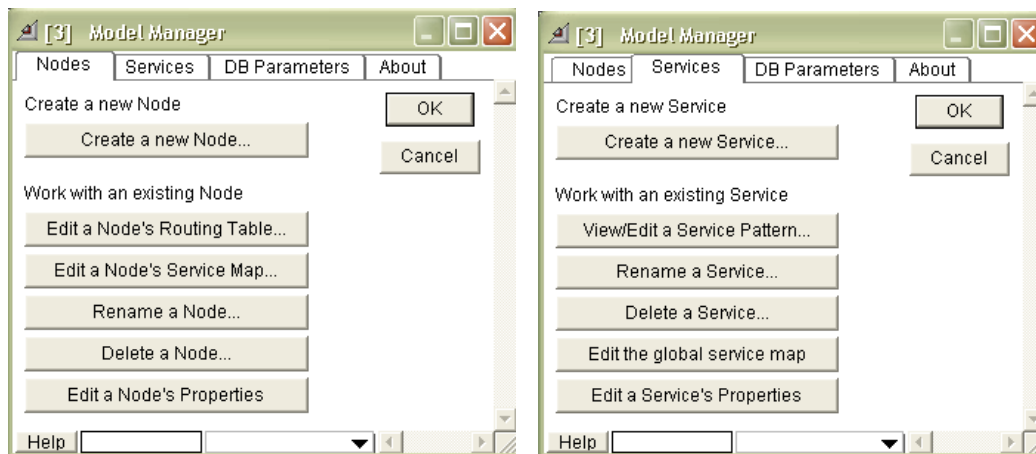 [3] Model Manager
Nodes Services DB Parameters About
Create a new Node
OK
Create a new Node...
Cancel
Work with an existing Node
Edit a Node's Routing Table...
Edit a Node's Service Map...
Rename a Node...
Delete a Node...
Edit a Node's Properties
Help
[3] Model Manager
Nodes Services DB Parameters About
Create a new Service
OK
Create a new Service...
Cancel
Work with an existing Service
View/Edit a Service Pattern...
Rename a Service...
Delete a Service...
Edit the global service map
Edit a Service's Properties
Help